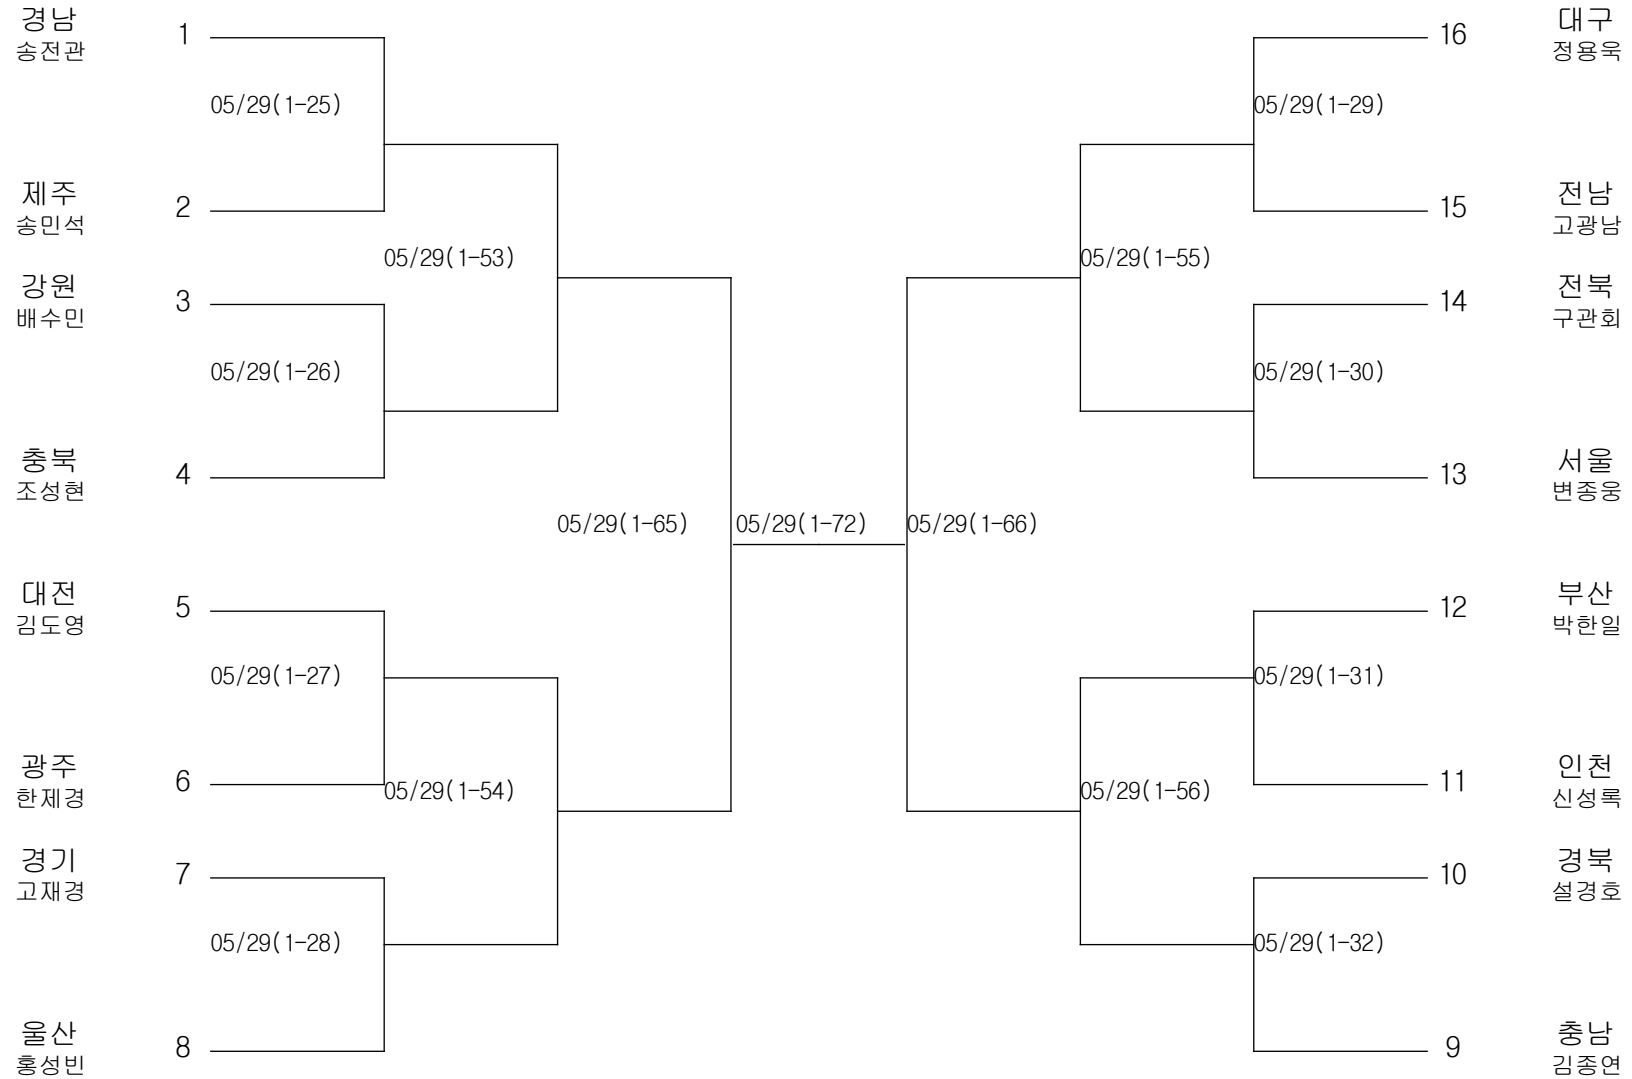 경남
송전관
1
05/29(1-25)
제주
송민석
2
05/29(1-53)
강원
배수민
3
05/29(1-26)
충북
조성현
4
05/29(1-65)
대전
김도영
5
05/29(1-27)
광주
한제경
6
05/29(1-54)
경기
고재경
7
05/29(1-28)
울산
홍성빈
8
05/29(1-72)
16
대구
정용욱
05/29(1-29)
15
전남
고광남
05/29(1-55)
14
전북
구관회
05/29(1-30)
13
서울
변종웅
05/29(1-66)
12
부산
박한일
05/29(1-31)
11
인천
신성록
05/29(1-56)
10
경북
설경호
05/29(1-32)
9
충남
김종연